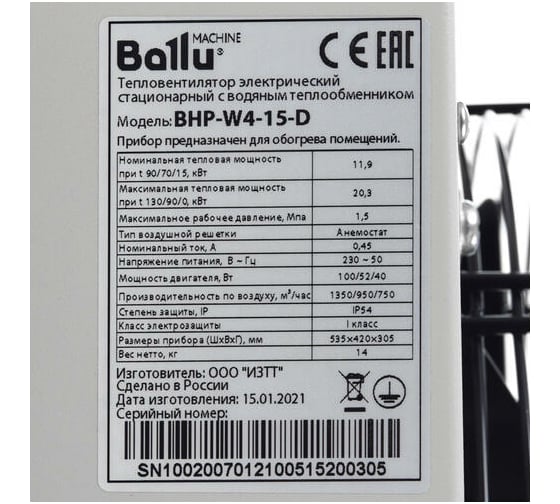 Ballu® MACHINE CE EAC
Тепловентилятор электрический
стационарный с водяным теплообменником
Модель: BHP-W4-15-D
Прибор предназначен для обогрева помещений.
Номинальная тепловая мощность
при t 90/70/15, кВт 11,9
Максимальная тепловая мощность
при t 130/90/0, кВт 20,3
Максимальное рабочее давление, Мпа 1,5
Тип воздушной решетки Анемостат
Номинальный ток, А 0,45
Напряжение питания, В ~ Гц 230 ~ 50
Мощность двигателя, Вт 100/52/40
Производительность по воздуху, м³/час 1350/950/750
Степень защиты, IP IP54
Класс электрозащиты I класс
Размеры прибора (ШхВхГ), мм 535×420×305
Вес нетто, кг 14
Изготовитель: ООО "ИЗТТ"
Сделано в России
Дата изготовления: 15.01.2021
Серийный номер:
SN1002007012100515200305